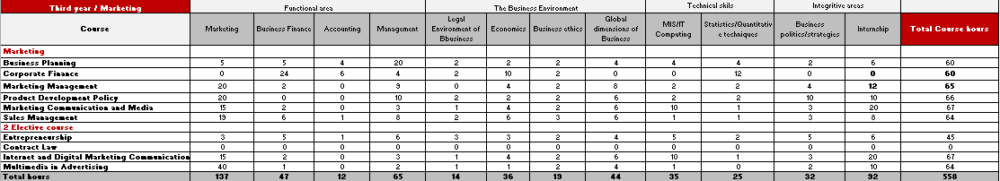 Third year / Marketing Functional area The Business Environment Technical skils Integritive areas
Course Marketing Business Finance Accounting Management Legal Environment of Bbusiness Economics Business ethics Global dimensions of Business MIS/IT Computing Statistics/Quantitative techniques Business politics/strategies Internship Total Course hours
Marketing
Business Planning 5 5 4 20 2 2 2 4 4 4 2 6 60
Corporate Finance 0 24 6 4 2 10 2 0 0 12 0 0 60
Marketing Management 20 2 0 9 0 4 2 8 2 2 4 12 65
Product Development Policy 20 0 0 10 2 2 2 6 2 2 10 10 66
Marketing Communication and Media 15 2 0 3 1 4 2 6 10 1 3 20 67
Sales Management 19 6 1 8 2 6 3 6 1 1 3 8 64
2 Elective course
Entrepreneurship 3 5 1 6 3 3 2 4 5 2 5 6 45
Contract Law 0 0 0 0 0 0 0 0 0 0 0 0 0
Internet and Digital Marketing Communication 15 2 0 3 1 4 2 6 10 1 3 20 67
Multimedia in Advertising 40 1 0 2 1 1 2 4 1 0 2 10 64
Total hours 137 47 12 65 14 36 19 44 35 25 32 92 558